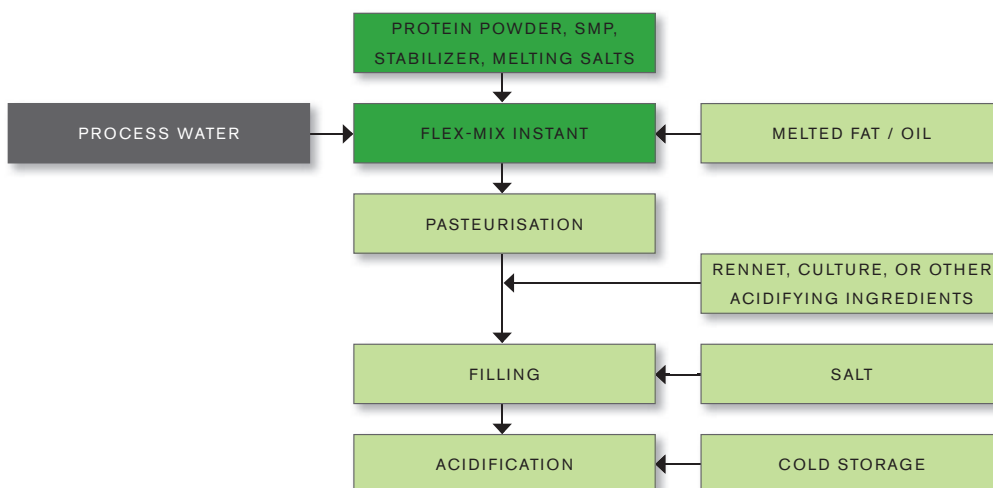 PROTEIN POWDER, SMP,
STABILIZER, MELTING SALTS
PROCESS WATER
FLEX-MIX INSTANT
MELTED FAT / OIL
PASTEURISATION
RENNET, CULTURE, OR OTHER
ACIDIFYING INGREDIENTS
FILLING
SALT
ACIDIFICATION
COLD STORAGE